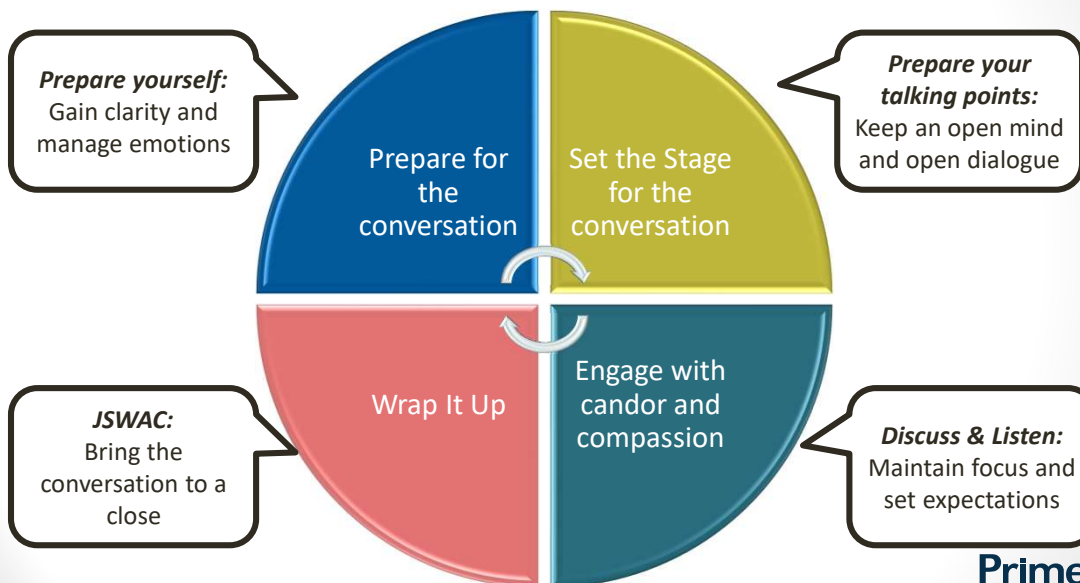 Prepare yourself:
Gain clarity and
manage emotions
Prepare for
the
conversation
Set the Stage
for the
conversation
Prepare your
talking points:
Keep an open mind
and open dialogue
JSWAC:
Bring the
conversation to a
close
Wrap It Up
Engage with
candor and
compassion
Discuss & Listen:
Maintain focus and
set expectations
Prime